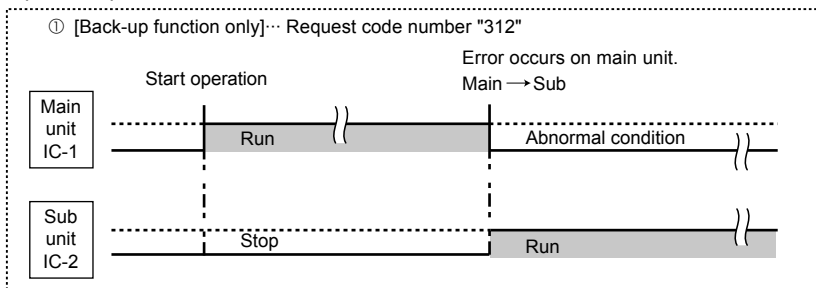 ① [Back-up function only]··· Request code number "312"
Error occurs on main unit.
Start operation
Main → Sub
Main
unit
IC-1
Run
Abnormal condition
Sub
unit
IC-2
Stop
Run